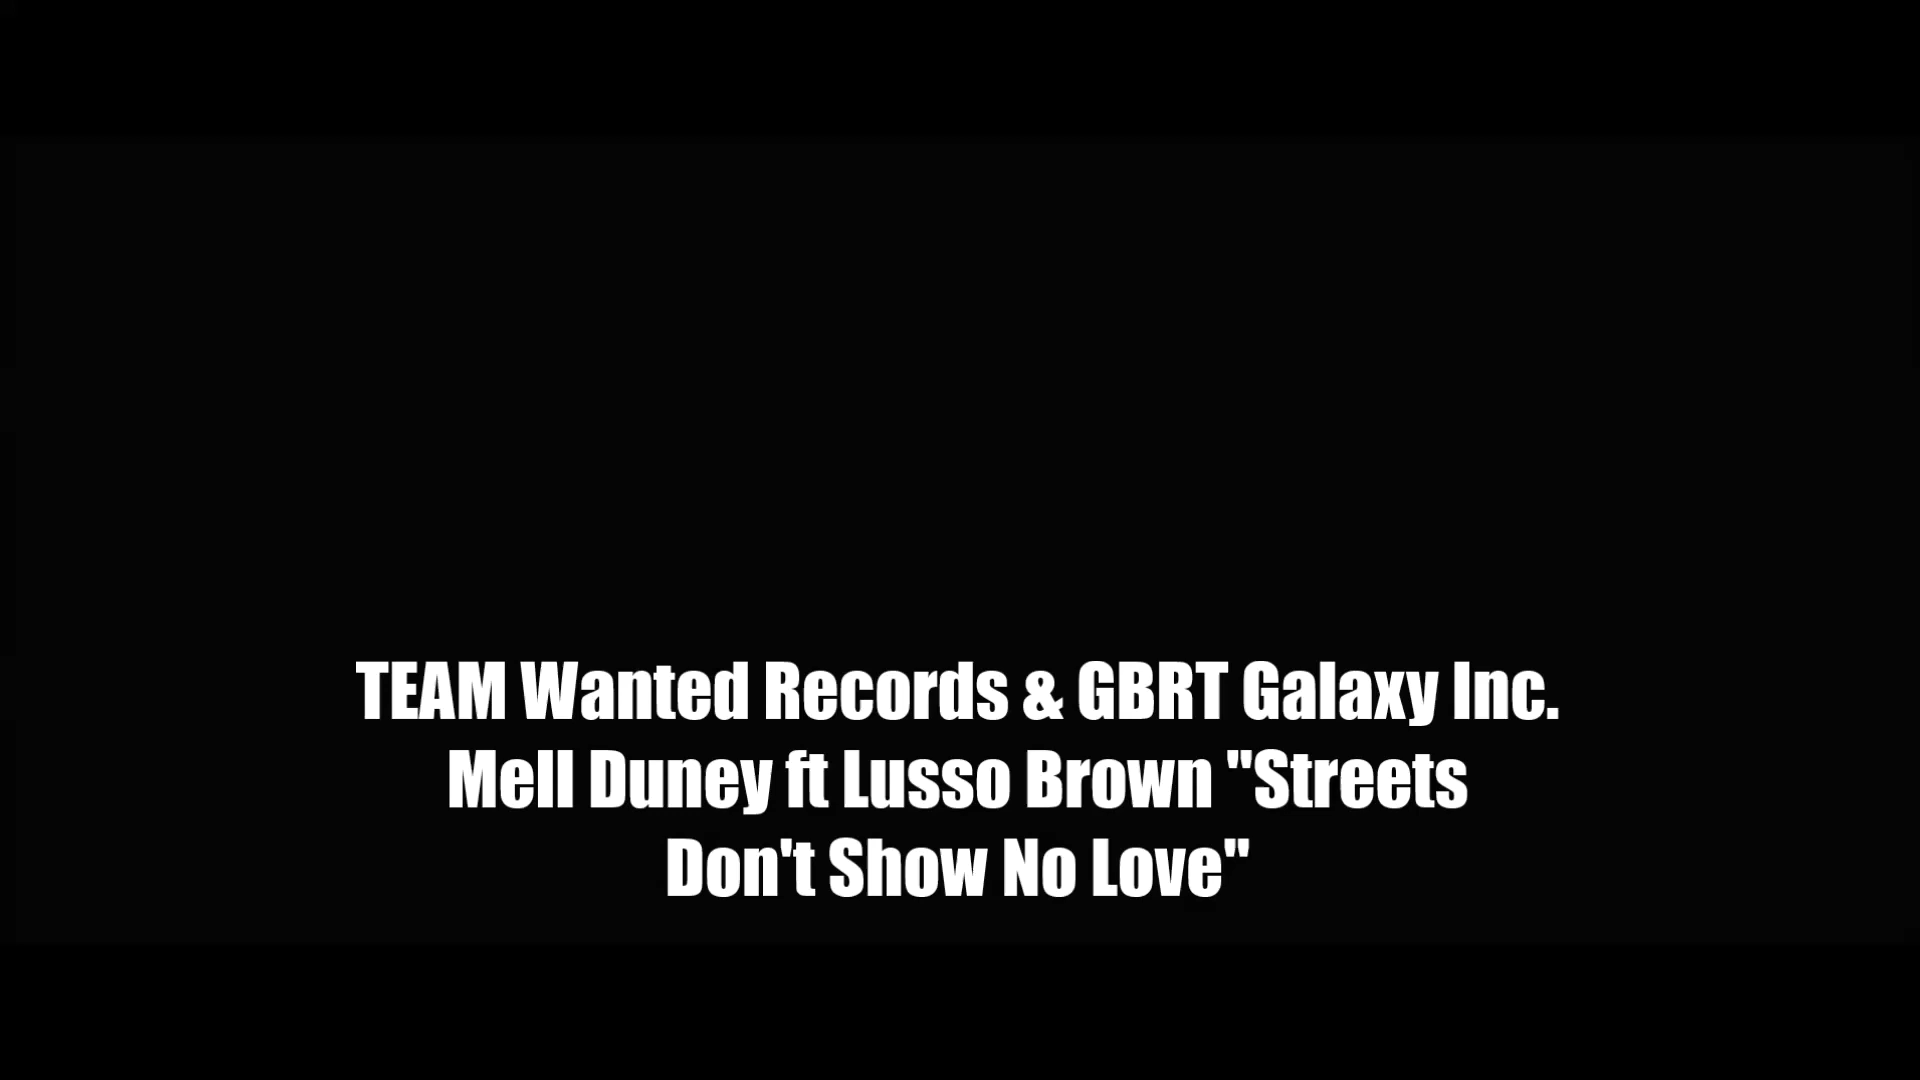 TEAM Wanted Records & GBRT Galaxy Inc.
Mell Duney ft Lusso Brown "Streets
Don't Show No Love"